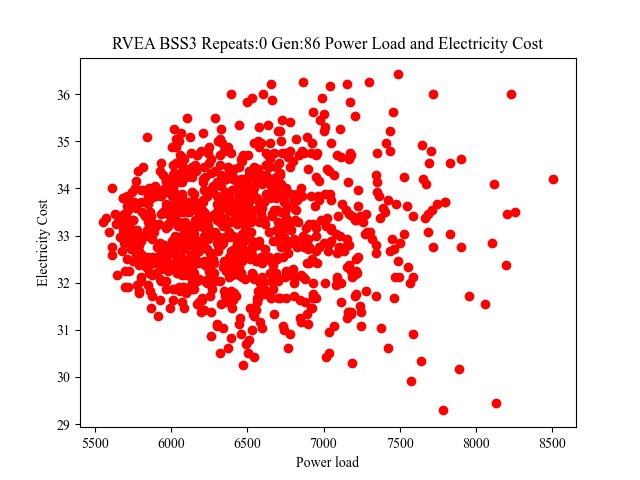 RVEA BSS3 Repeats:0 Gen:86 Power Load and Electricity Cost
36
35
34
33
32
31
30
29
Electricity Cost
5500 6000 6500 7000 7500 8000 8500
Power load